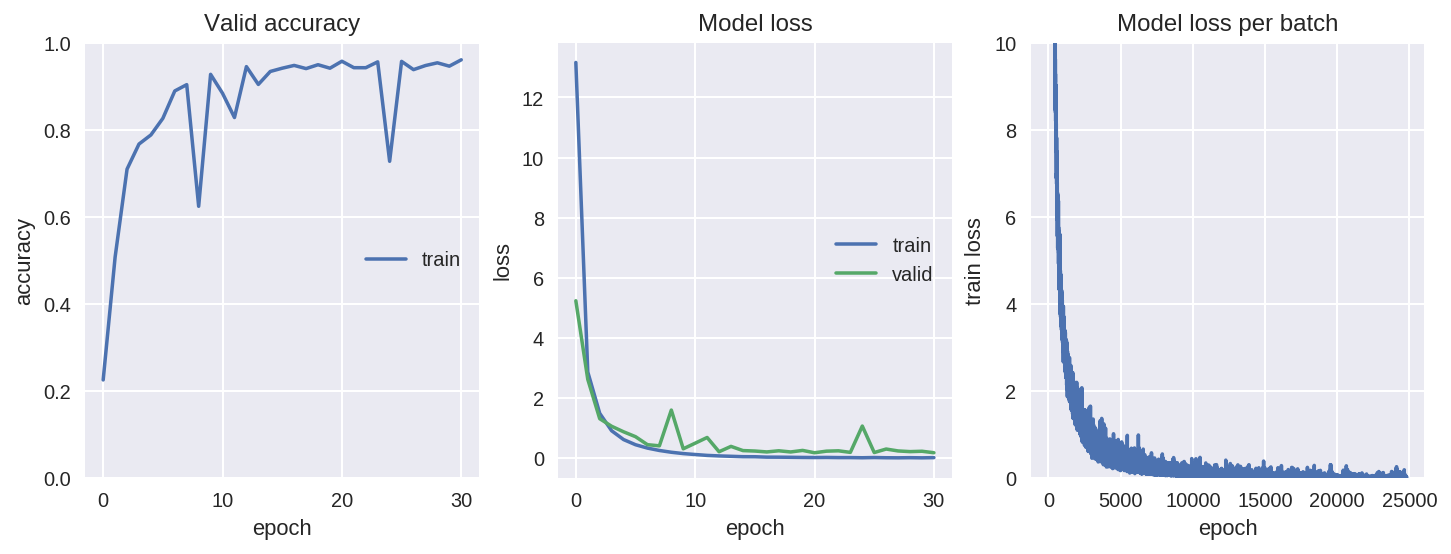 Valid accuracy
1.0
0.8
0.6
0.4
0.2
0.0
accuracy
train
0
10
20
30
epoch
Model loss
12
10
8
6
4
2
0
loss
train
valid
0
10
20
30
epoch
Model loss per batch
10
8
6
4
2
0
train loss
0
5000
10000
15000
20000
25000
epoch